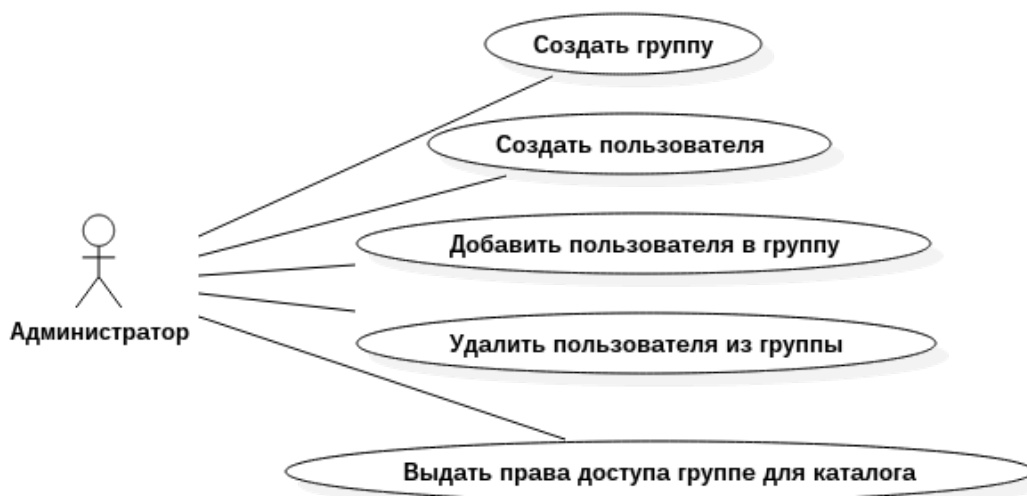 Создать группу
Создать пользователя
Добавить пользователя в группу
Администратор
Удалить пользователя из группы
Выдать права доступа группе для каталога